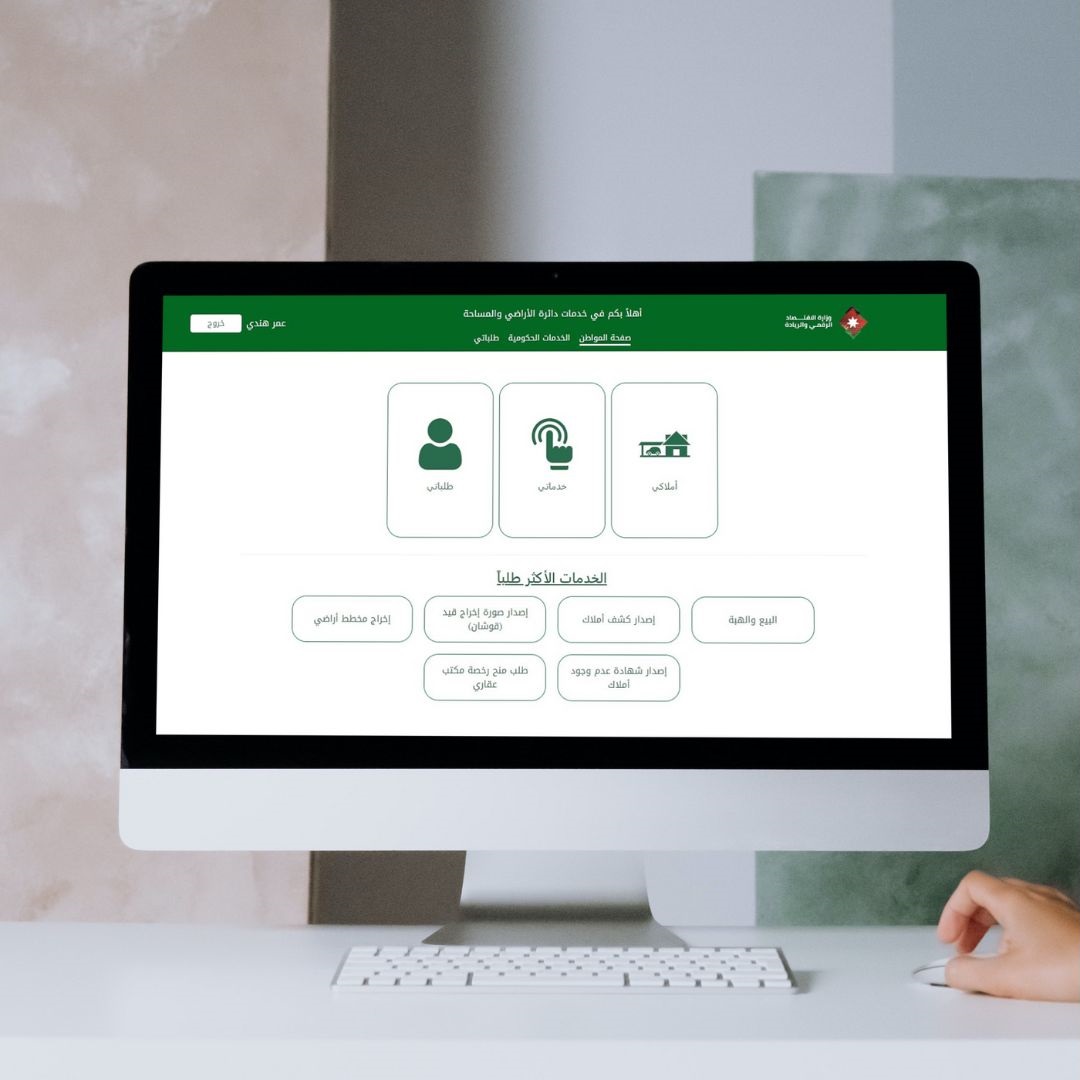 وزارة الاقتـــصاد
الرقمـي والريادة
أهلاً بكم في خدمات دائرة الأراضي والمساحة
صفحة المواطن الخدمات الحكومية طلباتي
عمر هندي
خروج
أملاكي
خدماتي
طلباتي
الخدمات الأكثر طلباً
البيع والهبة
إصدار كشف أملاك
إصدار صورة إخراج قيد
(قوشان)
إخراج مخطط أراضي
إصدار شهادة عدم وجود
أملاك
طلب منح رخصة مكتب
عقاري